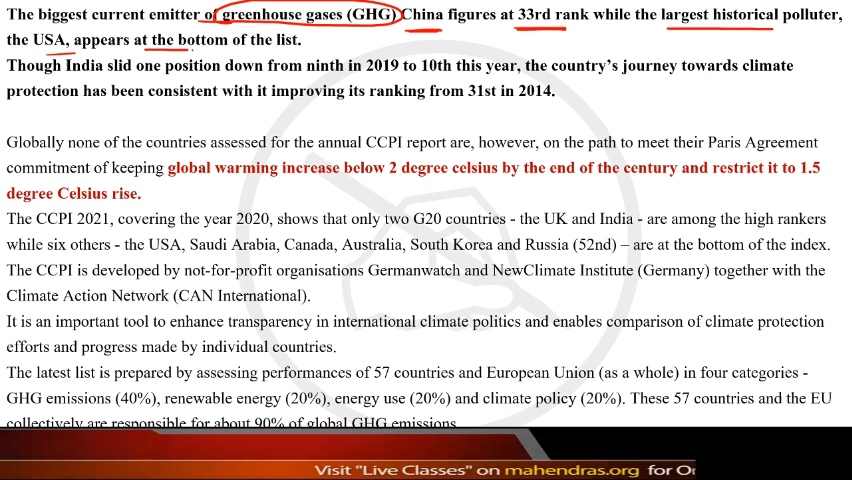 The biggest current emitter of greenhouse gases (GHG) China figures at 33rd rank while the largest historical polluter,
the USA, appears at the bottom of the list.
Though India slid one position down from ninth in 2019 to 10th this year, the country's journey towards climate
protection has been consistent with it improving its ranking from 31st in 2014.
Globally none of the countries assessed for the annual CCPI report are, however, on the path to meet their Paris Agreement
commitment of keeping global warming increase below 2 degree celsius by the end of the century and restrict it to 1.5
degree Celsius rise.
The CCPI 2021, covering the year 2020, shows that only two G20 countries - the UK and India - are among the high rankers
while six others - the USA, Saudi Arabia, Canada, Australia, South Korea and Russia (52nd) – are at the bottom of the index.
The CCPI is developed by not-for-profit organisations Germanwatch and NewClimate Institute (Germany) together with the
Climate Action Network (CAN International).
It is an important tool to enhance transparency in international climate politics and enables comparison of climate protection
efforts and progress made by individual countries.
The latest list is prepared by assessing performances of 57 countries and European Union (as a whole) in four categories -
GHG emissions (40%), renewable energy (20%), energy use (20%) and climate policy (20%). These 57 countries and the EU
collectively are responsible for about 90% of global GHG emissions.
Visit "Live Classes" on mahendras.org for